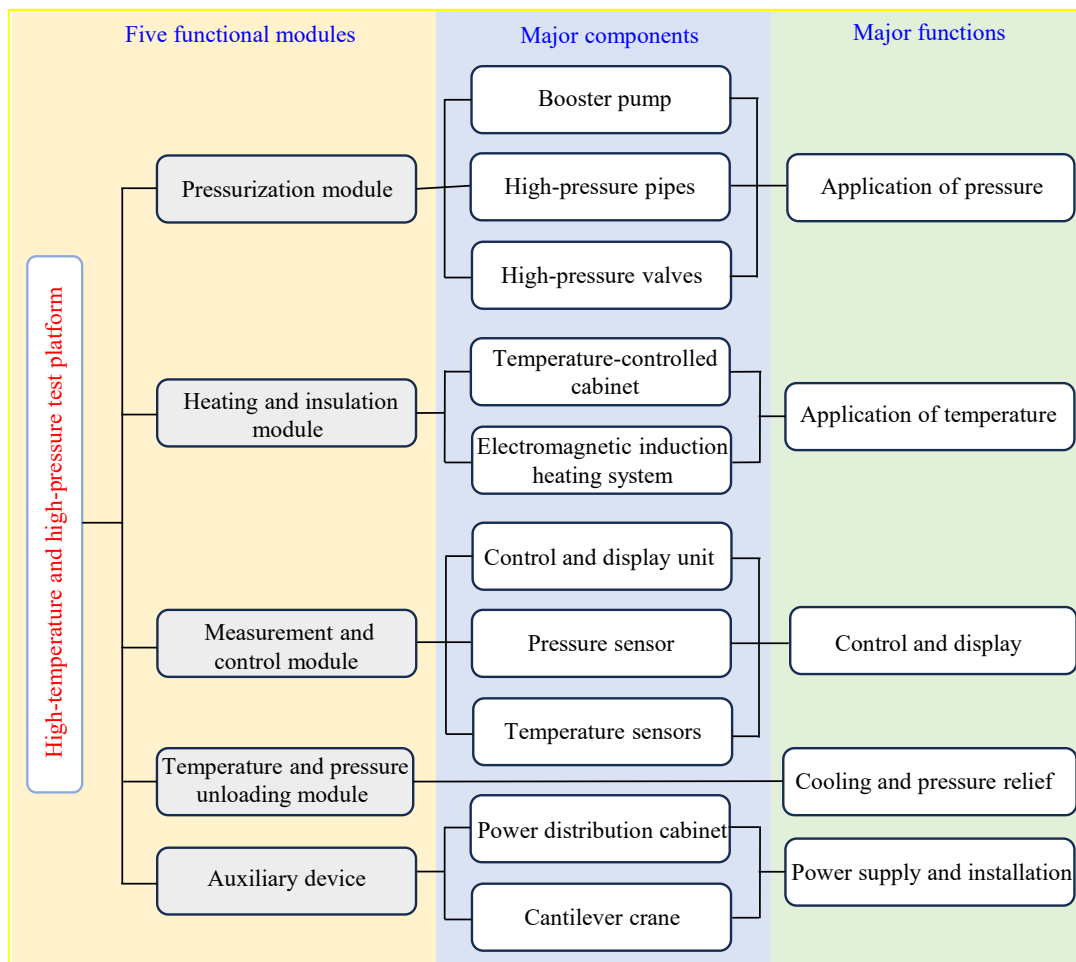 Five functional modules
Major components
Major functions
High-temperature and high-pressure test platform
Pressurization module
Booster pump
High-pressure pipes
High-pressure valves
Application of pressure
Heating and insulation
module
Temperature-controlled
cabinet
Electromagnetic induction
heating system
Application of temperature
Measurement and
control module
Control and display unit
Pressure sensor
Temperature sensors
Control and display
Temperature and pressure
unloading module
Cooling and pressure relief
Auxiliary device
Power distribution cabinet
Cantilever crane
Power supply and installation